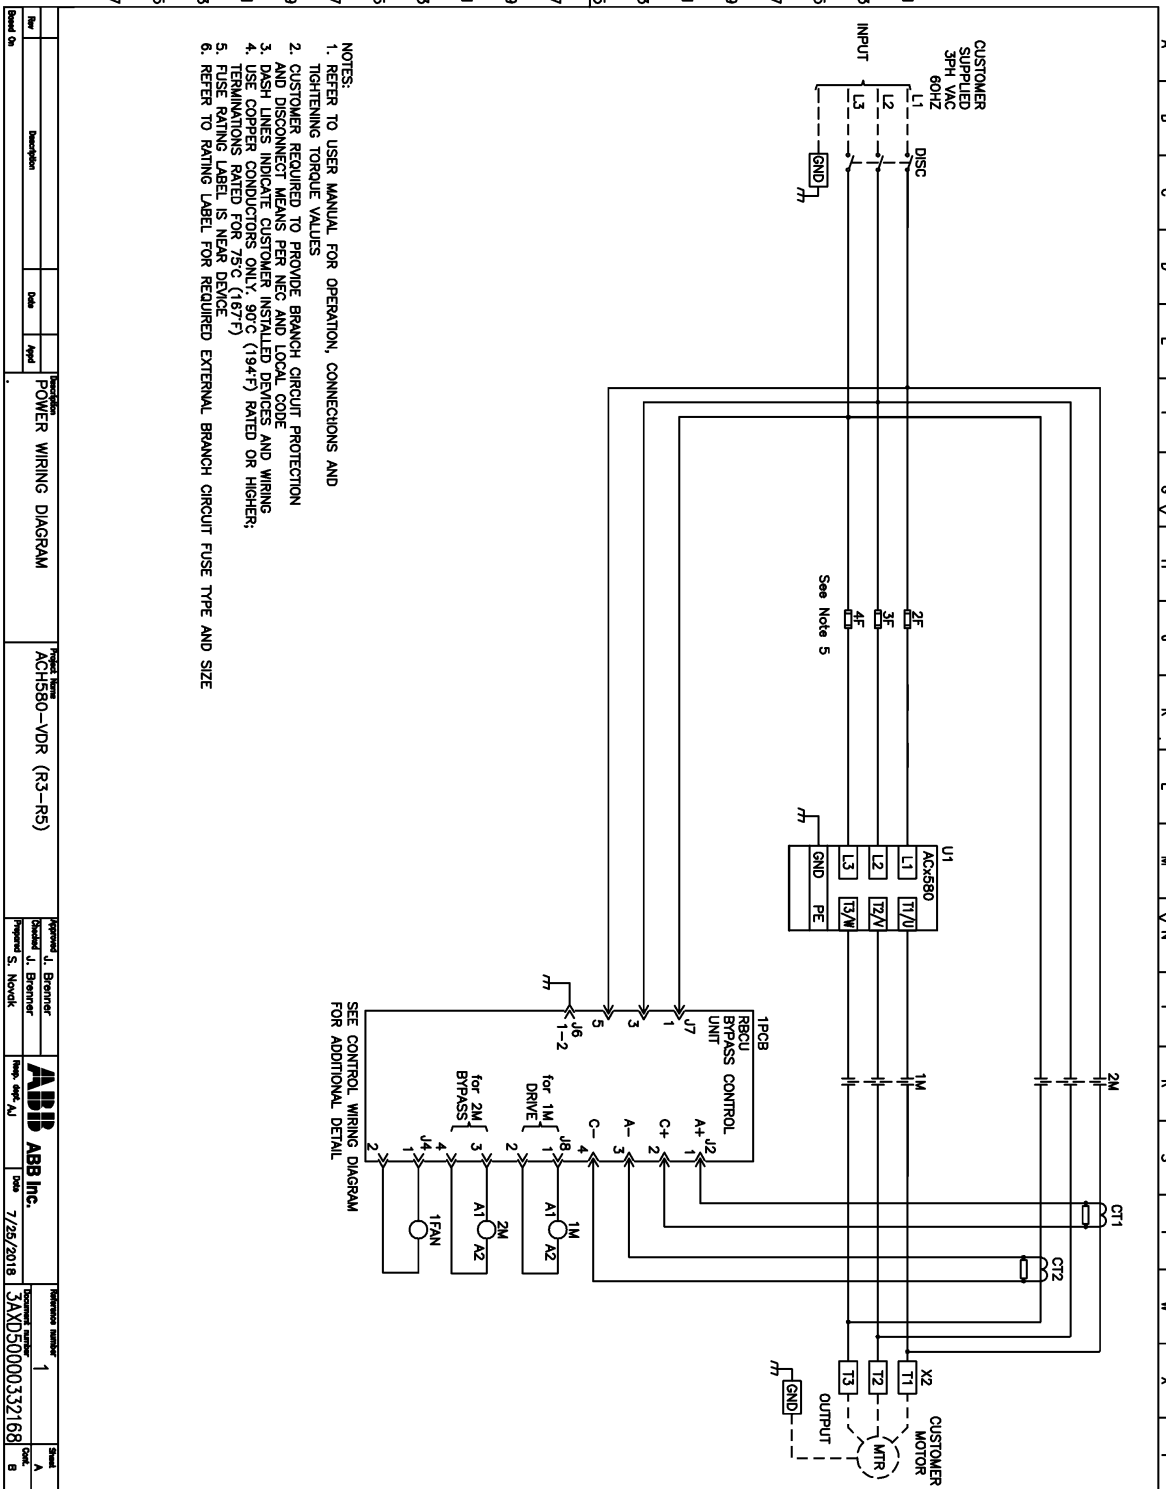 CUSTOMER
SUPPLIED
3PH VAC
60HZ
INPUT
L1
L2
L3
DISC
GND
2F
3F
4F
See Note 5
U1
ACx580
L1
L2
L3
GND
T1/U
T2/V
T3/W
PE
2M
1M
CT1
CT2
X2
T1
T2
T3
GND
OUTPUT
CUSTOMER
MOTOR
MTR
1PCB
RBCU
BYPASS CONTROL
UNIT
J7
1
3
5
J6
1-2
J2
A+ 1
C+ 2
A- 3
C- 4
J8
for 1M
DRIVE
1
2
for 2M
BYPASS
3
4
J4
1
2
1M
A1 A2
2M
A1 A2
1FAN
SEE CONTROL WIRING DIAGRAM
FOR ADDITIONAL DETAIL
NOTES:
1. REFER TO USER MANUAL FOR OPERATION, CONNECTIONS AND
TIGHTENING TORQUE VALUES
2. CUSTOMER REQUIRED TO PROVIDE BRANCH CIRCUIT PROTECTION
AND DISCONNECT MEANS PER NEC AND LOCAL CODE
3. DASH LINES INDICATE CUSTOMER INSTALLED DEVICES AND WIRING
4. USE COPPER CONDUCTORS ONLY. 90°C (194°F) RATED OR HIGHER;
TERMINATIONS RATED FOR 75°C (167°F)
5. FUSE RATING LABEL IS NEAR DEVICE
6. REFER TO RATING LABEL FOR REQUIRED EXTERNAL BRANCH CIRCUIT FUSE TYPE AND SIZE
Rev
Description
Date
Appd
Based On
Description
POWER WIRING DIAGRAM
.
Project Name
ACH580-VDR (R3-R5)
Approved J. Brenner
Checked J. Brenner
Prepared S. Novak
ABB ABB Inc.
Resp. dept. AJ
Date 7/25/2018
Reference number
1
Document number
3AXD50000332168
Sheet
A
Cont.
B